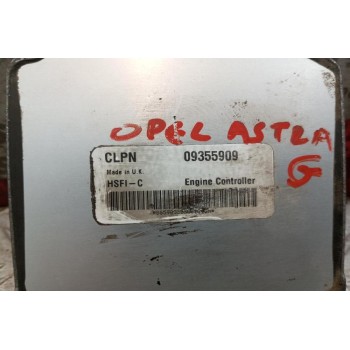 OPEL ASTRA
G
CLPN 09355909
Made in U.K.
HSFI-C Engine Controller